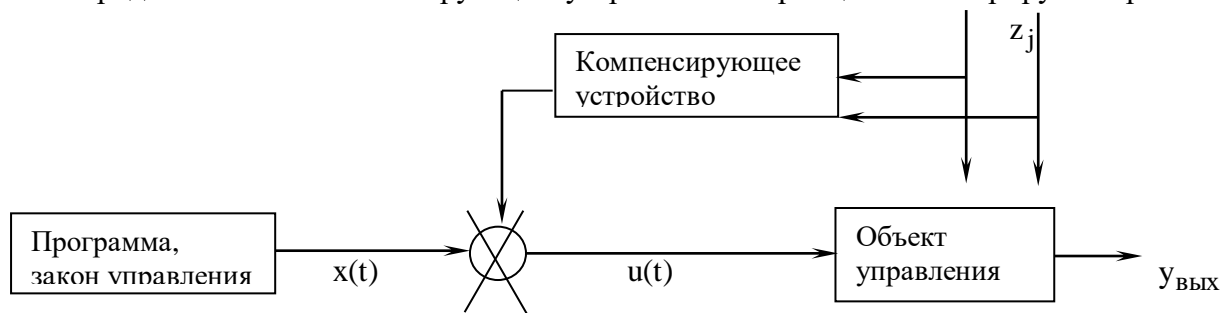 z_j
Компенсирующее
устройство
Программа,
закон управления
x(t)
u(t)
Объект
управления
y_вых